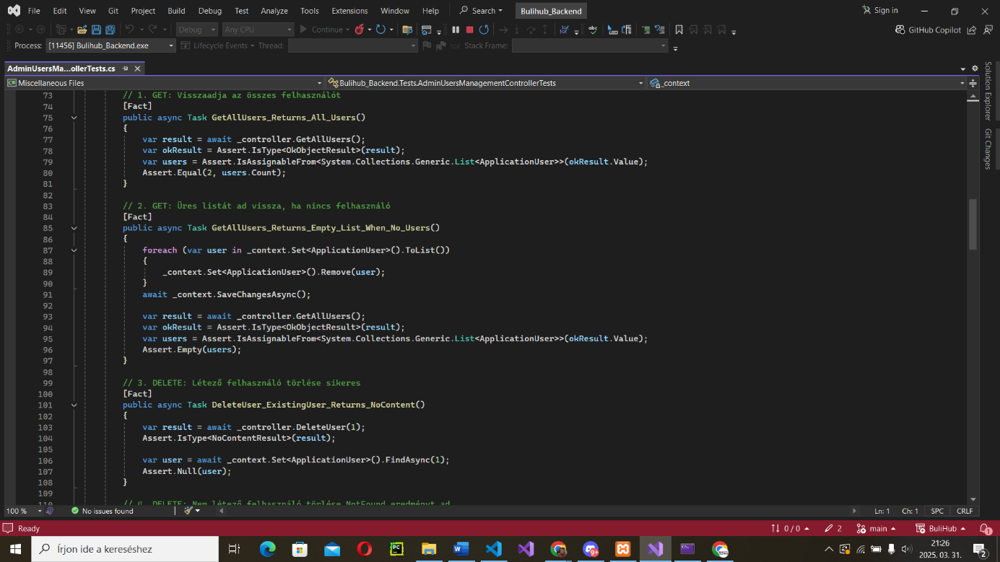 File Edit View Git Project Build Debug Test Analyze Tools Extensions Window Help Search Bulihub_Backend Sign in
Debug Any CPU Continue GitHub Copilot
Process: [11456] Bulihub_Backend.exe Lifecycle Events Thread: Stack Frame:
AdminUsersMa...ollerTests.cs
Miscellaneous Files Bulihub_Backend.Tests.AdminUsersManagementControllerTests _context
73 // 1. GET: Visszaadja az összes felhasználót
74 [Fact]
75 public async Task GetAllUsers_Returns_All_Users()
76 {
77 var result = await _controller.GetAllUsers();
78 var okResult = Assert.IsType<OkObjectResult>(result);
79 var users = Assert.IsAssignableFrom<System.Collections.Generic.List<ApplicationUser>>(okResult.Value);
80 Assert.Equal(2, users.Count);
81 }
82
83 // 2. GET: Üres listát ad vissza, ha nincs felhasználó
84 [Fact]
85 public async Task GetAllUsers_Returns_Empty_List_When_No_Users()
86 {
87 foreach (var user in _context.Set<ApplicationUser>().ToList())
88 {
89 _context.Set<ApplicationUser>().Remove(user);
90 }
91 await _context.SaveChangesAsync();
92
93 var result = await _controller.GetAllUsers();
94 var okResult = Assert.IsType<OkObjectResult>(result);
95 var users = Assert.IsAssignableFrom<System.Collections.Generic.List<ApplicationUser>>(okResult.Value);
96 Assert.Empty(users);
97 }
98
99 // 3. DELETE: Létező felhasználó törlése sikeres
100 [Fact]
101 public async Task DeleteUser_ExistingUser_Returns_NoContent()
102 {
103 var result = await _controller.DeleteUser(1);
104 Assert.IsType<NoContentResult>(result);
105
106 var user = await _context.Set<ApplicationUser>().FindAsync(1);
107 Assert.Null(user);
108 }
109
110 // 4. DELETE: Nem létező felhasználó törlése NotFound eredményt ad
Solution Explorer
Git Changes
100 % No issues found Ln: 1 Ch: 1 SPC CRLF
Ready 0 / 0 2 main BuliHub 1
Írjon ide a kereséshez
21:26
2025. 03. 31.
2